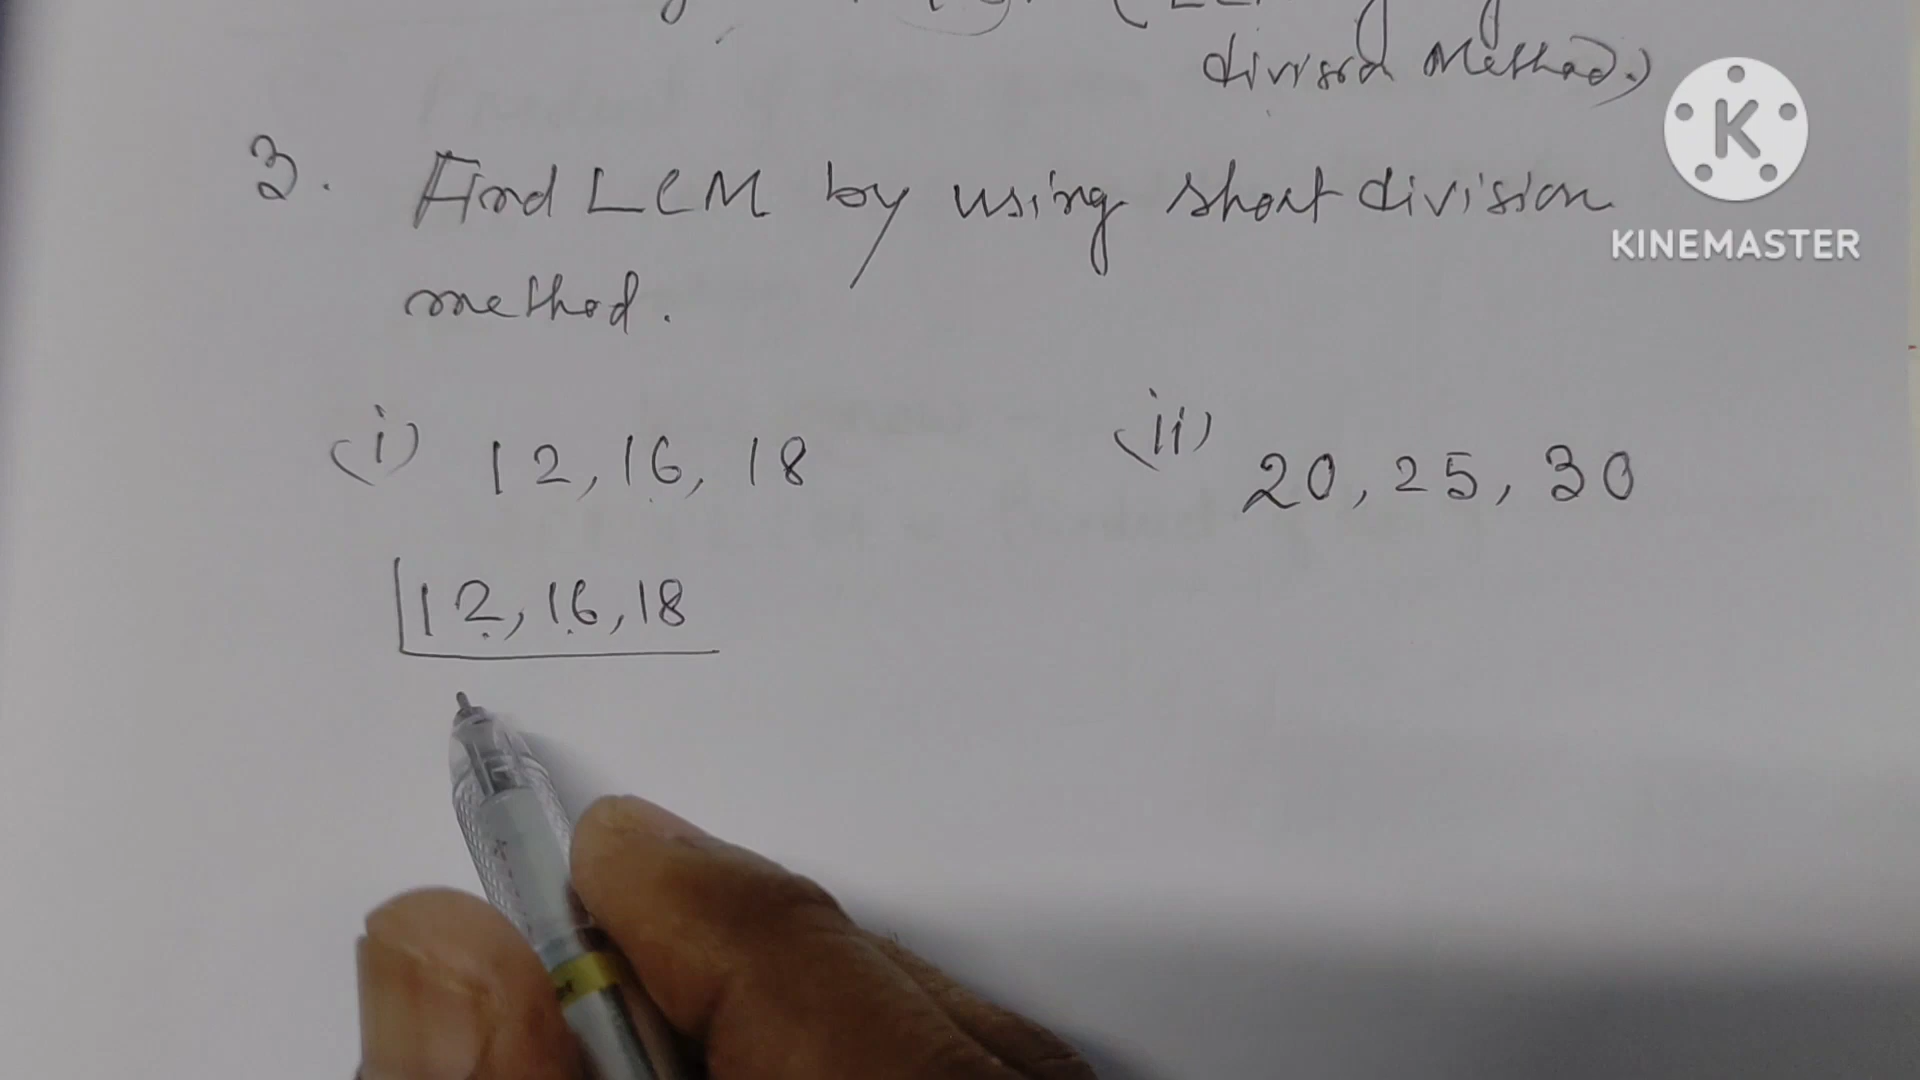 division Method.)
3. Find LCM by using short division
method.
(i) 12, 16, 18
(ii) 20, 25, 30
12, 16, 18
K
KINEMASTER